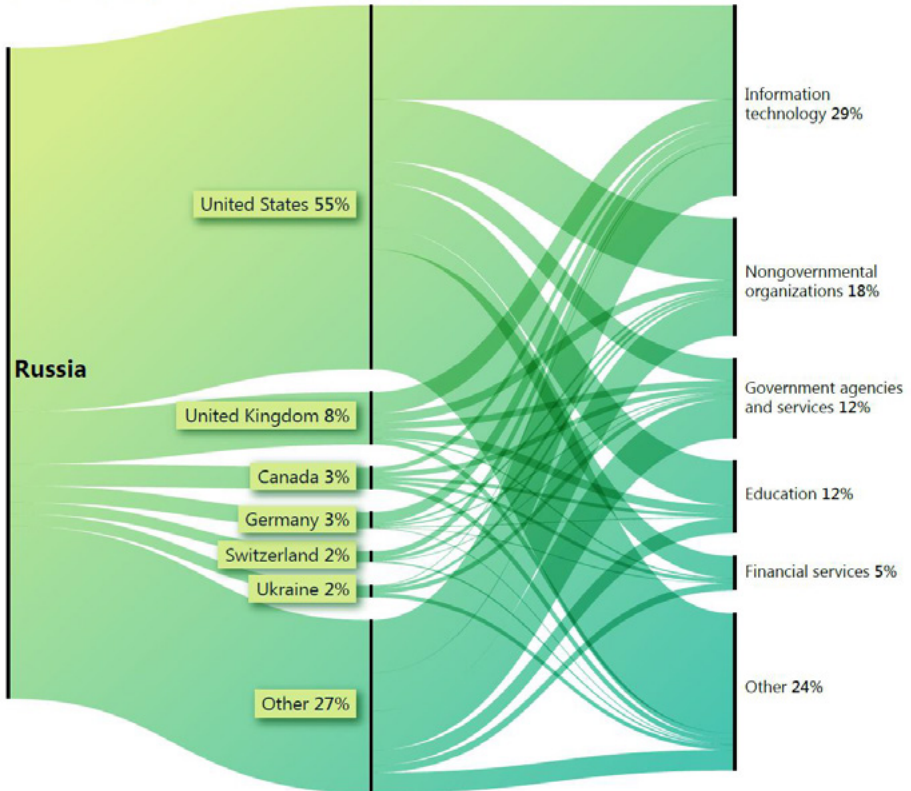 Russia
United States 55%
United Kingdom 8%
Canada 3%
Germany 3%
Switzerland 2%
Ukraine 2%
Other 27%
Information
technology 29%
Nongovernmental
organizations 18%
Government agencies
and services 12%
Education 12%
Financial services 5%
Other 24%